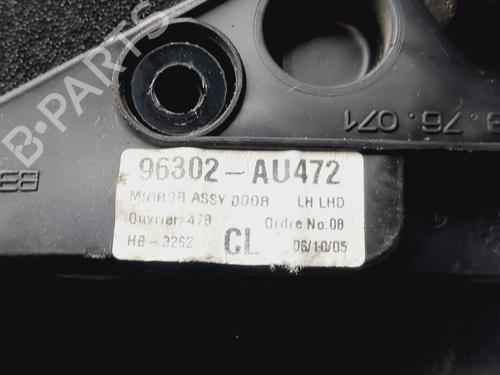 B-PARTS
9.76.071
96302-AU472
MIRROR ASSY DOOR LH LHD
Ouvrier 478 Ordre No:08
HB-3262 CL 06/10/05